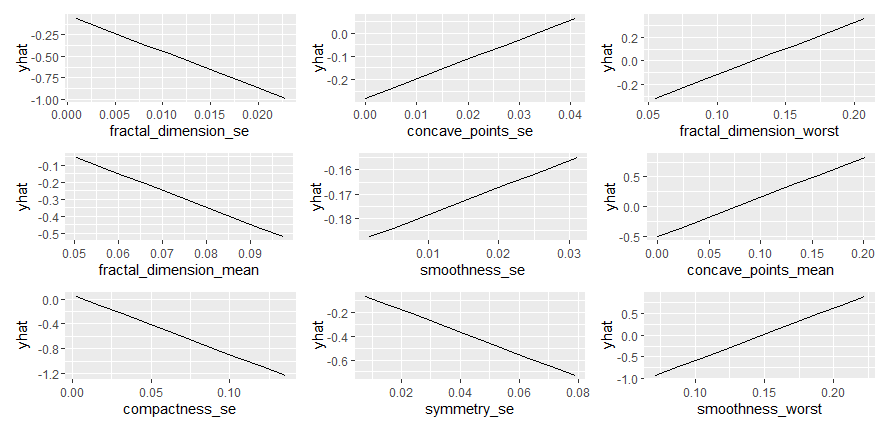 yhat
-0.25
-0.50
-0.75
-1.00
0.000 0.005 0.010 0.015 0.020
fractal_dimension_se
yhat
0.0
-0.1
-0.2
0.00 0.01 0.02 0.03 0.04
concave_points_se
yhat
0.2
0.0
-0.2
0.05 0.10 0.15 0.20
fractal_dimension_worst
yhat
-0.1
-0.2
-0.3
-0.4
-0.5
0.05 0.06 0.07 0.08 0.09
fractal_dimension_mean
yhat
-0.16
-0.17
-0.18
0.01 0.02 0.03
smoothness_se
yhat
0.5
0.0
-0.5
0.00 0.05 0.10 0.15 0.20
concave_points_mean
yhat
0.0
-0.4
-0.8
-1.2
0.00 0.05 0.10
compactness_se
yhat
-0.2
-0.4
-0.6
0.02 0.04 0.06 0.08
symmetry_se
yhat
0.5
0.0
-0.5
-1.0
0.10 0.15 0.20
smoothness_worst